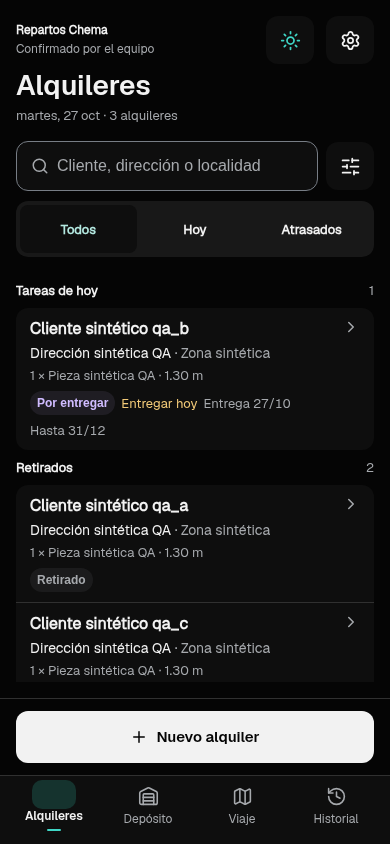 Repartos Chema
Confirmado por el equipo
Alquileres
martes, 27 oct · 3 alquileres
Cliente, dirección o localidad
Todos Hoy Atrasados
Tareas de hoy 1
Cliente sintético qa_b
Dirección sintética QA · Zona sintética
1 × Pieza sintética QA · 1.30 m
Por entregar Entregar hoy Entrega 27/10
Hasta 31/12
Retirados 2
Cliente sintético qa_a
Dirección sintética QA · Zona sintética
1 × Pieza sintética QA · 1.30 m
Retirado
Cliente sintético qa_c
Dirección sintética QA · Zona sintética
1 × Pieza sintética QA · 1.30 m
Nuevo alquiler
Alquileres Depósito Viaje Historial